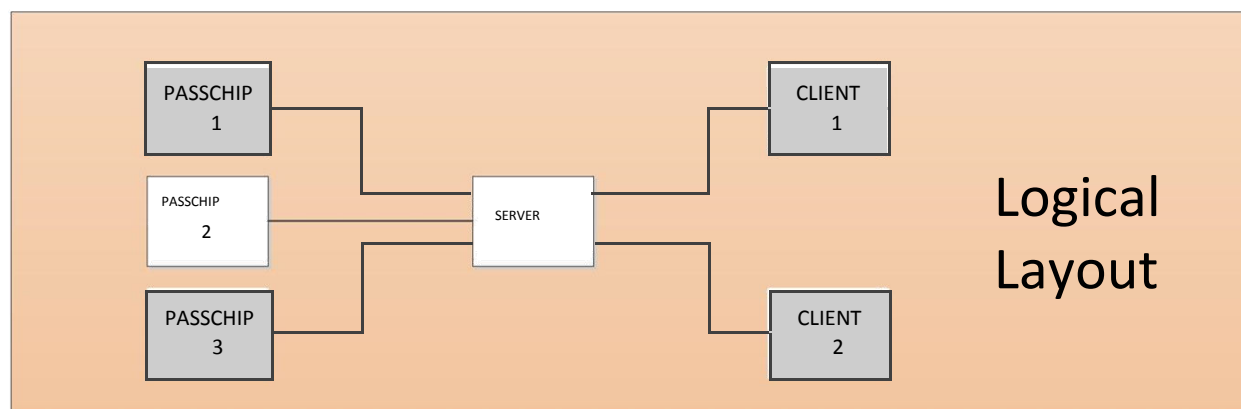 PASSCHIP
1
CLIENT
1
PASSCHIP
2
SERVER
Logical
Layout
PASSCHIP
3
CLIENT
2